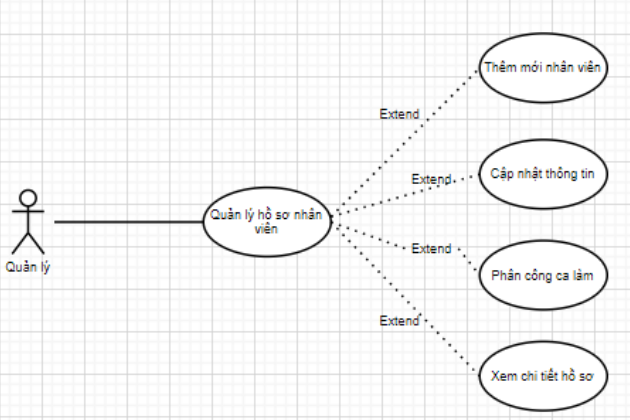 Thêm mới nhân viên
Extend
Extend
Cập nhật thông tin
Quản lý hồ sơ nhân
viên
Quản lý
Extend
Phân công ca làm
Extend
Xem chi tiết hồ sơ